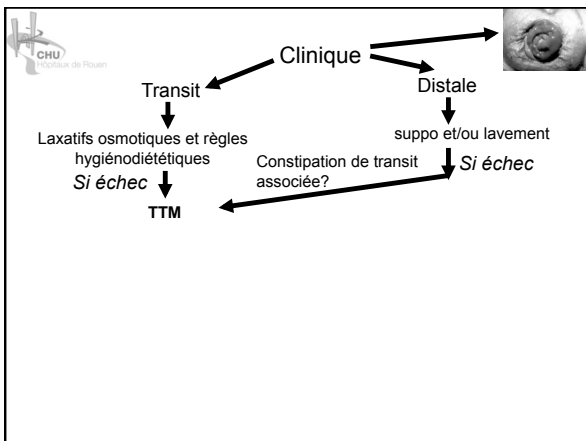 CHU
Hôpitaux de Rouen
Clinique
Transit
Distale
Laxatifs osmotiques et règles
hygiénodiététiques
suppo et/ou lavement
Si échec
Constipation de transit
associée?
Si échec
TTM